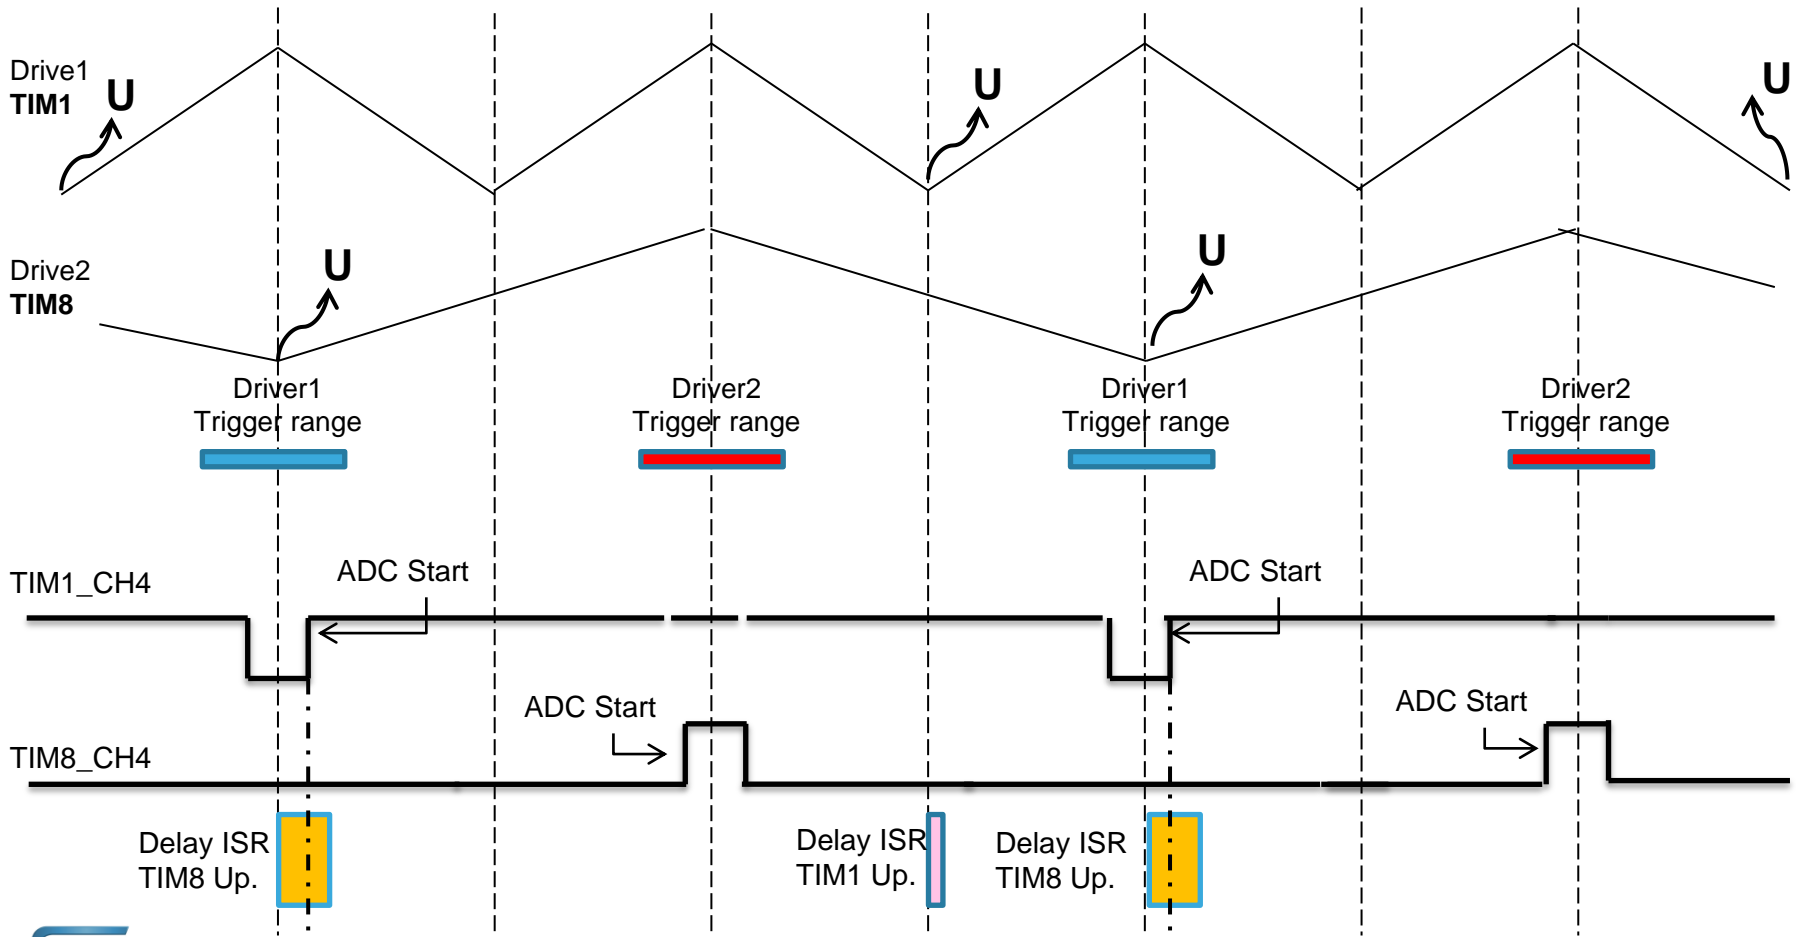 Drive1
TIM1
U
U
U
Drive2
TIM8
U
U
Driver1
Trigger range
Driver2
Trigger range
Driver1
Trigger range
Driver2
Trigger range
TIM1_CH4
ADC Start
ADC Start
TIM8_CH4
ADC Start
ADC Start
Delay ISR
TIM8 Up.
Delay ISR
TIM1 Up.
Delay ISR
TIM8 Up.